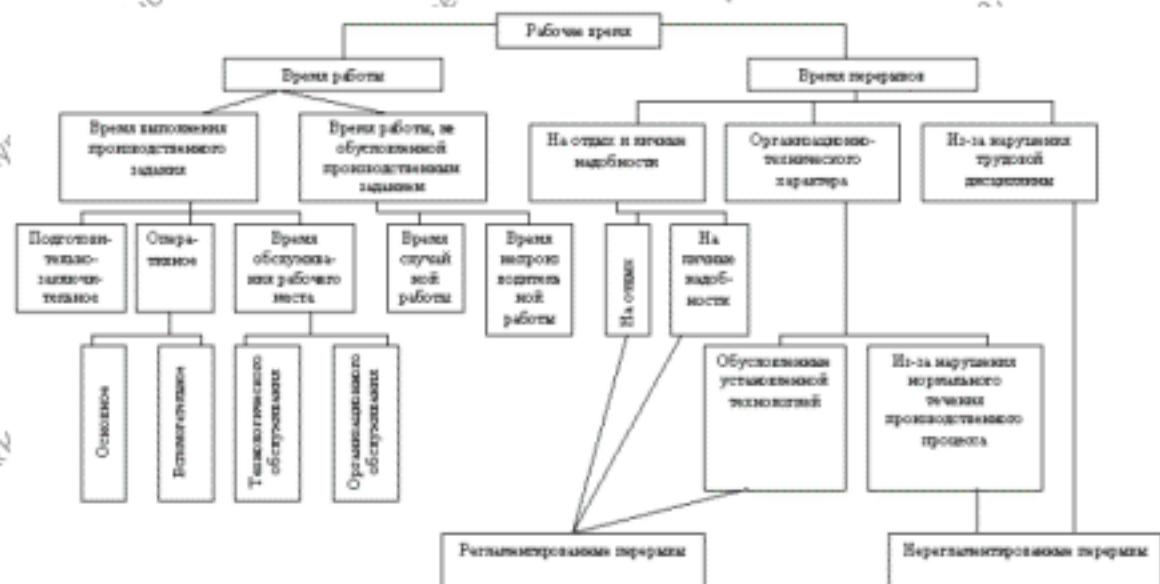 Рабочее время
Время работы
Время перерывов
Время выполнения
производственного
задания
Время работы, не
обусловленной
производственным
заданием
На отдых и личные
надобности
Организационно-
технического
характера
Из-за нарушения
трудовой
дисциплины
Подготови-
тельно-
заключи-
тельное
Опера-
тивное
Время
обслужива-
ния рабочего
места
Время
случай
ной
работы
Время
непроиз
водитель
ной
работы
На отдых
На
личные
надоб-
ности
Основное
Вспомогательное
Технологического
обслуживания
Организационного
обслуживания
Обусловленные
установленной
технологией
Из-за нарушения
нормального
течения
производственного
процесса
Регламентированные перерывы
Нерегламентированные перерывы